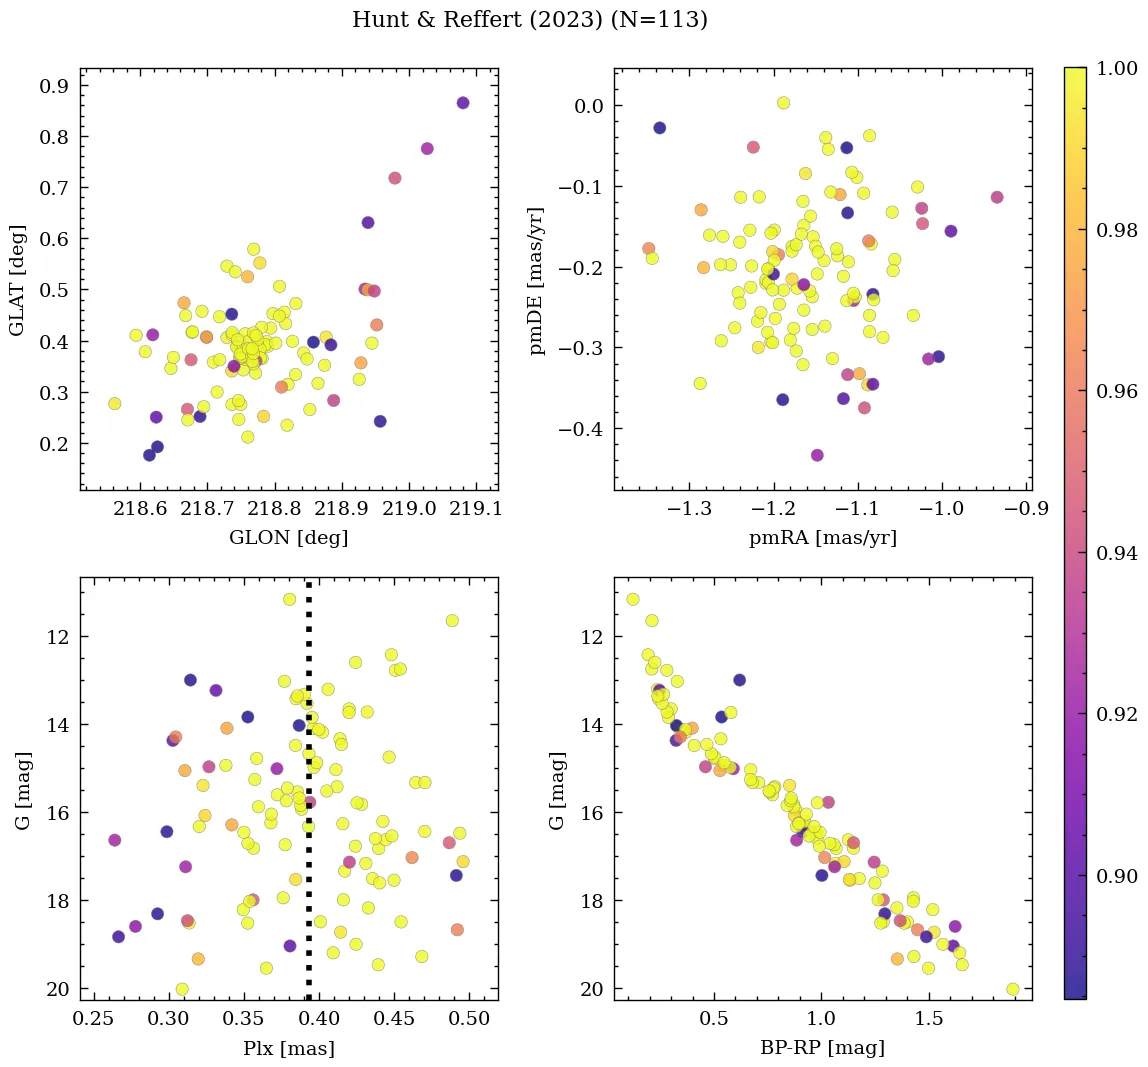 Hunt & Reffert (2023) (N=113)
0.9
0.8
0.7
0.6
0.5
0.4
0.3
0.2
GLAT [deg]
218.6 218.7 218.8 218.9 219.0 219.1
GLON [deg]
0.0
−0.1
−0.2
−0.3
−0.4
pmDE [mas/yr]
−1.3 −1.2 −1.1 −1.0 −0.9
pmRA [mas/yr]
12
14
16
18
20
G [mag]
0.25 0.30 0.35 0.40 0.45 0.50
Plx [mas]
12
14
16
18
20
G [mag]
0.5 1.0 1.5
BP-RP [mag]
1.00
0.98
0.96
0.94
0.92
0.90